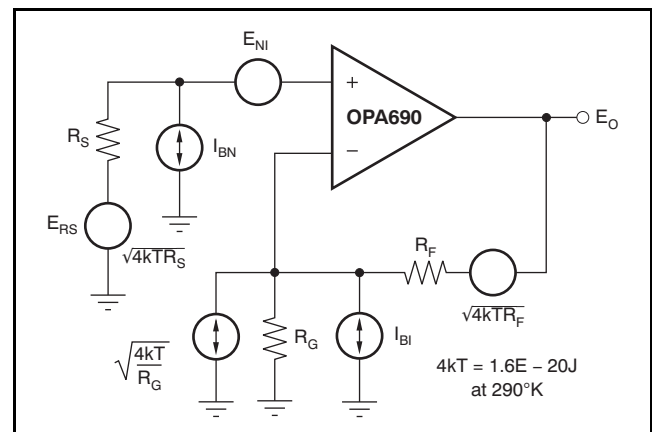 E_NI
+
OPA690
−
E_O
R_S
I_BN
E_RS
√4kTR_S
R_F
√4kTR_F
√(4kT/R_G)
R_G
I_BI
4kT = 1.6E − 20J
at 290°K